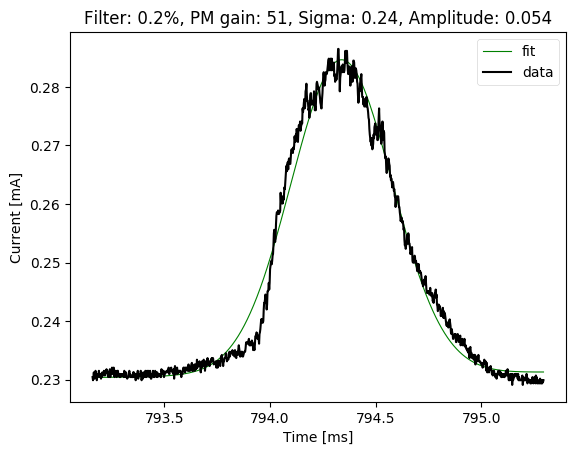 Filter: 0.2%, PM gain: 51, Sigma: 0.24, Amplitude: 0.054
fit
data
0.28
0.27
0.26
0.25
0.24
0.23
Current [mA]
793.5
794.0
794.5
795.0
Time [ms]